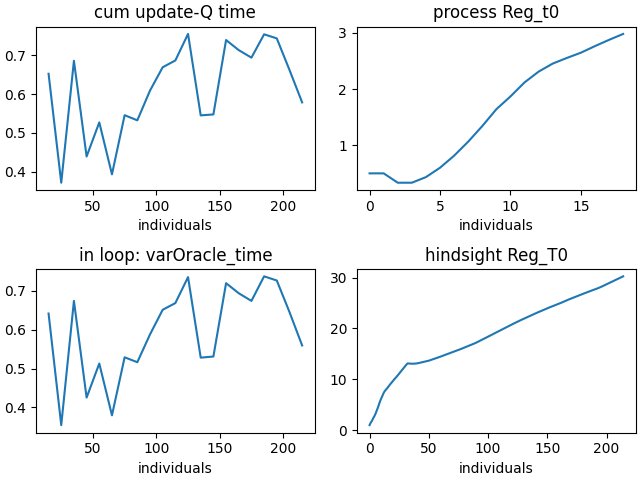 cum update-Q time
0.7
0.6
0.5
0.4
50 100 150 200
individuals
process Reg_t0
3
2
1
0 5 10 15
individuals
in loop: varOracle_time
0.7
0.6
0.5
0.4
50 100 150 200
individuals
hindsight Reg_T0
30
20
10
0
0 50 100 150 200
individuals